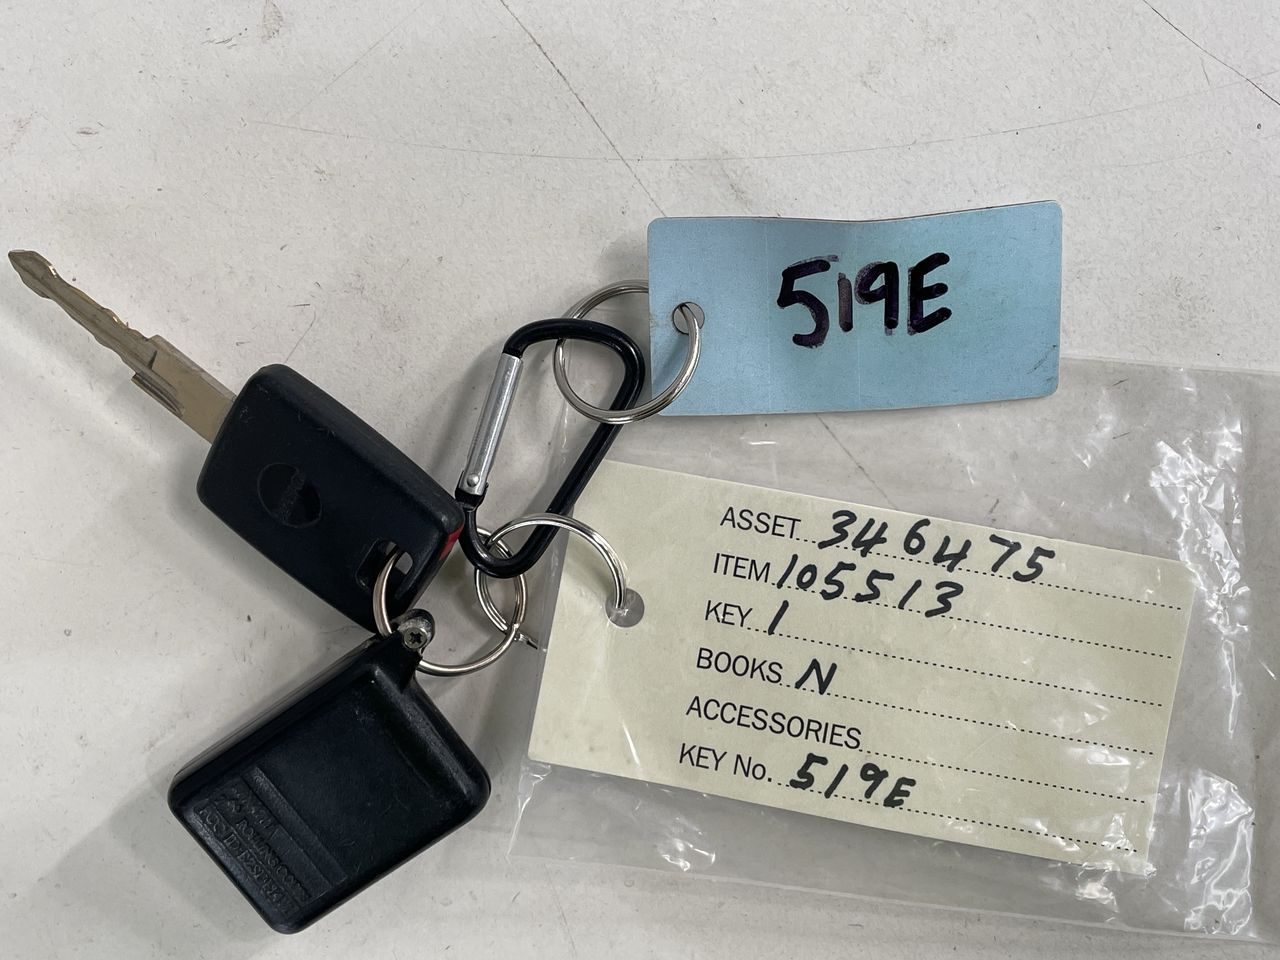 519E
ASSET 346475
ITEM 105513
KEY 1
BOOKS N
ACCESSORIES
KEY No. 519E